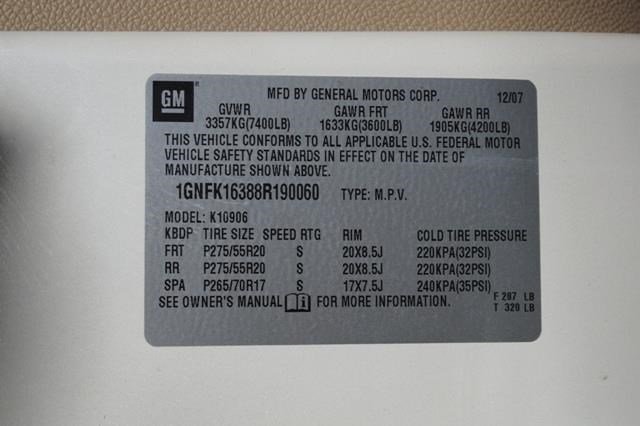 GM
MFD BY GENERAL MOTORS CORP. 12/07
GVWR GAWR FRT GAWR RR
3357KG(7400LB) 1633KG(3600LB) 1905KG(4200LB)
THIS VEHICLE CONFORMS TO ALL APPLICABLE U.S. FEDERAL MOTOR
VEHICLE SAFETY STANDARDS IN EFFECT ON THE DATE OF
MANUFACTURE SHOWN ABOVE.
1GNFK16388R190060 TYPE: M.P.V.
MODEL: K10906
KBDP TIRE SIZE SPEED RTG RIM COLD TIRE PRESSURE
FRT P275/55R20 S 20X8.5J 220KPA(32PSI)
RR P275/55R20 S 20X8.5J 220KPA(32PSI)
SPA P265/70R17 S 17X7.5J 240KPA(35PSI)
SEE OWNER'S MANUAL i FOR MORE INFORMATION.
F 207 LB
T 320 LB